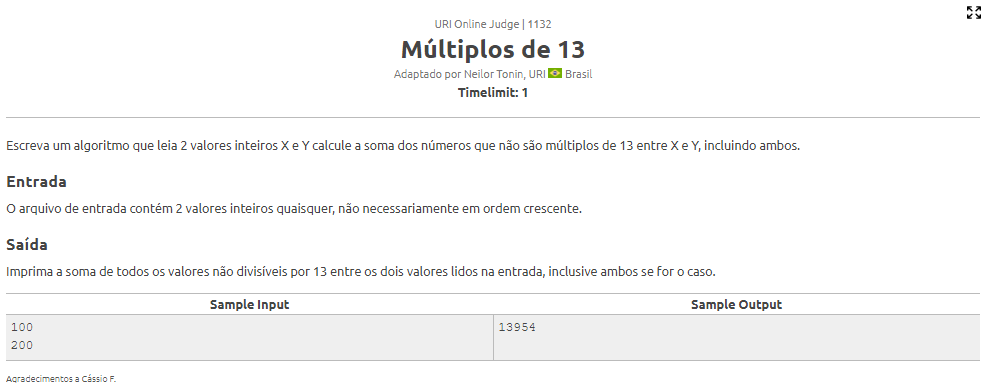 URI Online Judge | 1132
Múltiplos de 13
Adaptado por Neilor Tonin, URI Brasil
Timelimit: 1
Escreva um algoritmo que leia 2 valores inteiros X e Y calcule a soma dos números que não são múltiplos de 13 entre X e Y, incluindo ambos.
Entrada
O arquivo de entrada contém 2 valores inteiros quaisquer, não necessariamente em ordem crescente.
Saída
Imprima a soma de todos os valores não divisíveis por 13 entre os dois valores lidos na entrada, inclusive ambos se for o caso.
Sample Input Sample Output
100 13954
200
Agradecimentos a Cássio F.